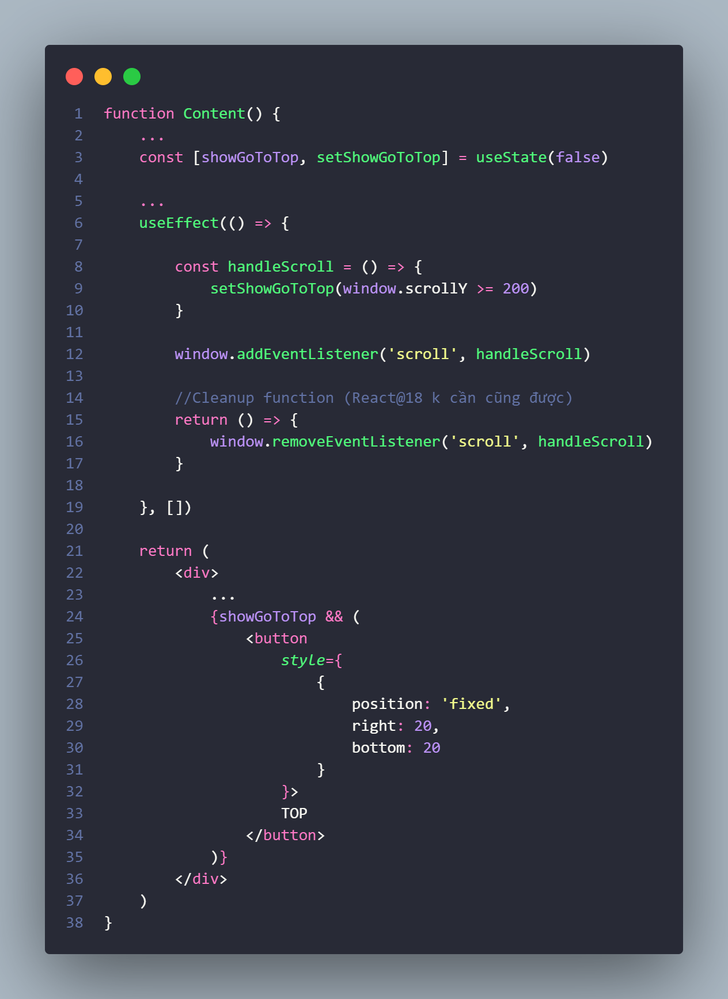 1 function Content() {
2 ...
3 const [showGoToTop, setShowGoToTop] = useState(false)
4
5 ...
6 useEffect(() => {
7
8 const handleScroll = () => {
9 setShowGoToTop(window.scrollY >= 200)
10 }
11
12 window.addEventListener('scroll', handleScroll)
13
14 //Cleanup function (React@18 k cần cũng được)
15 return () => {
16 window.removeEventListener('scroll', handleScroll)
17 }
18
19 }, [])
20
21 return (
22 <div>
23 ...
24 {showGoToTop && (
25 <button
26 style={
27 {
28 position: 'fixed',
29 right: 20,
30 bottom: 20
31 }
32 }>
33 TOP
34 </button>
35 )}
36 </div>
37 )
38 }